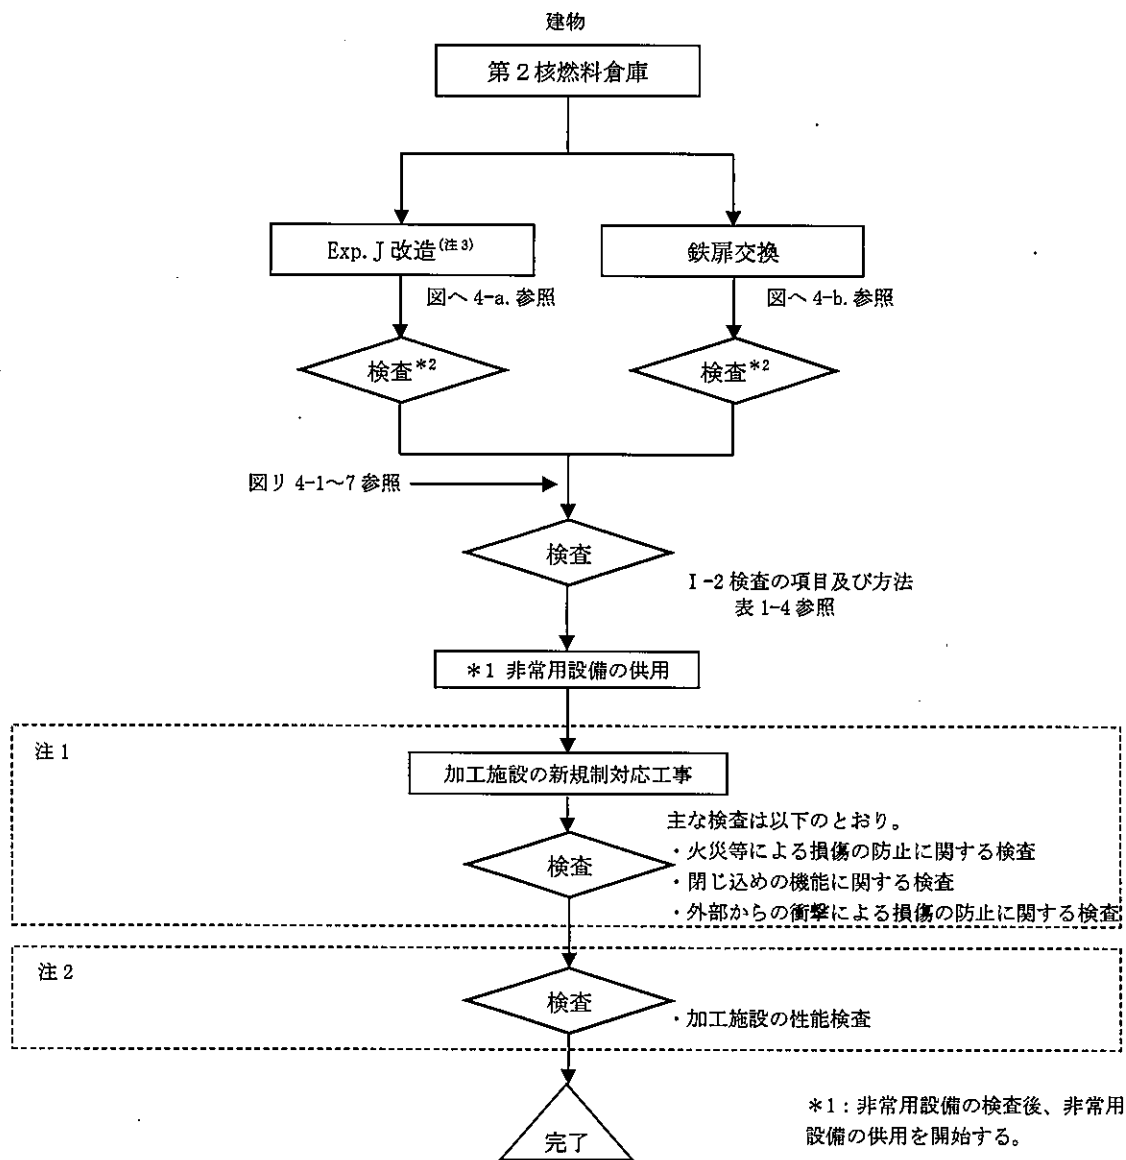 建物
第2核燃料倉庫
Exp.J改造(注3)
鉄扉交換
図へ 4-a.参照
図へ 4-b.参照
検査*2
検査*2
図リ 4-1～7 参照
検査
I-2 検査の項目及び方法
表 1-4 参照
*1 非常用設備の供用
注1
加工施設の新規制対応工事
主な検査は以下のとおり。
・火災等による損傷の防止に関する検査
検査
・閉じ込めの機能に関する検査
・外部からの衝撃による損傷の防止に関する検査
注2
検査
・加工施設の性能検査
*1：非常用設備の検査後、非常用
設備の供用を開始する。
完了